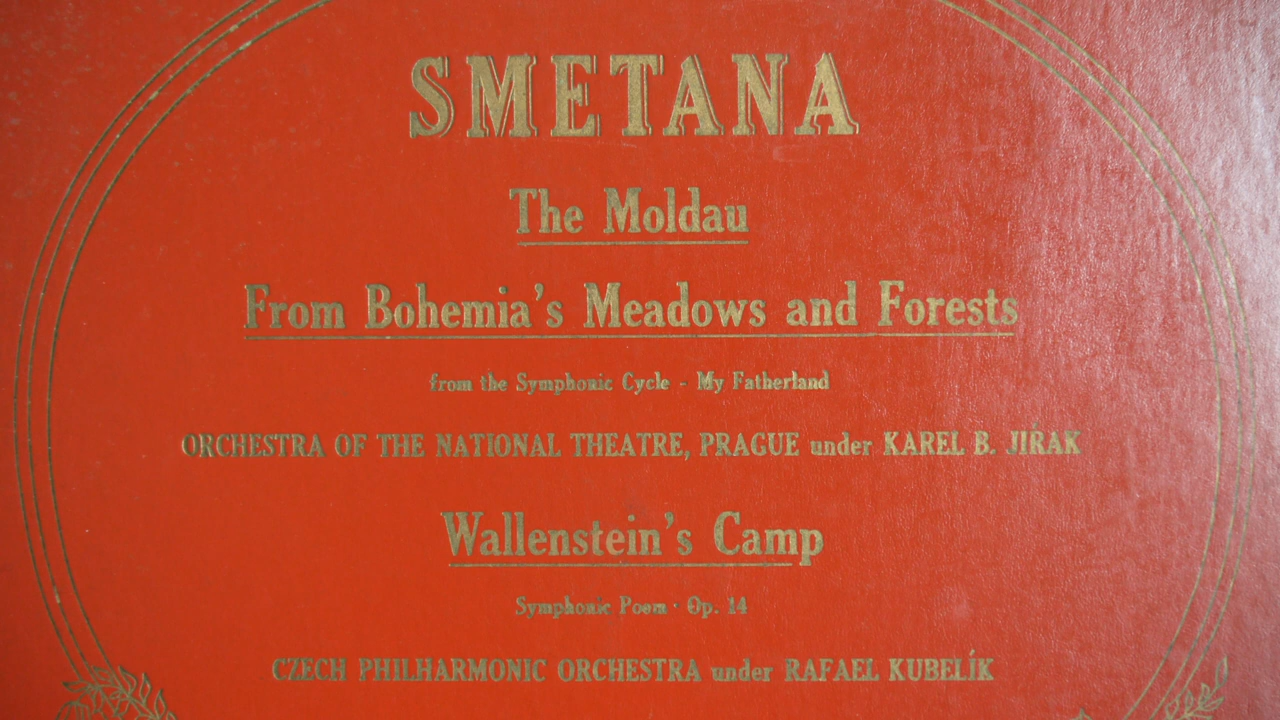 SMETANA
The Moldau
From Bohemia's Meadows and Forests
from the Symphonic Cycle - My Fatherland
ORCHESTRA OF THE NATIONAL THEATRE, PRAGUE under KAREL B. JIRAK
Wallenstein's Camp
Symphonic Poem · Op. 14
CZECH PHILHARMONIC ORCHESTRA under RAFAEL KUBELÍK